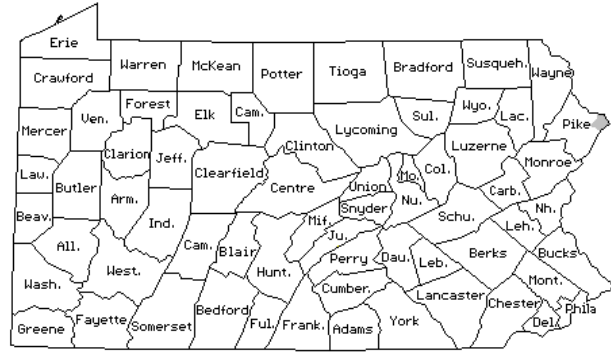 Erie
Crawford
Warren
McKean
Potter
Tioga
Bradford
Susqueh.
Wayne
Forest
Elk
Cam.
Wyo.
Lac.
Pike
Mercer
Ven.
Lycoming
Sul.
Clarion
Jeff.
Clinton
Luzerne
Monroe
Law.
Butler
Clearfield
Centre
Union
Mo.
Col.
Carb.
Beav.
Arm.
Ind.
Snyder
Nu.
Schu.
Nh.
Leh.
All.
West.
Cam.
Blair
Hunt.
Mif.
Ju.
Perry
Dau.
Leb.
Berks
Bucks
Wash.
Mont.
Cumber.
Lancaster
Chester
Phila
Greene
Fayette
Somerset
Bedford
Ful.
Frank.
Adams
York
Del.